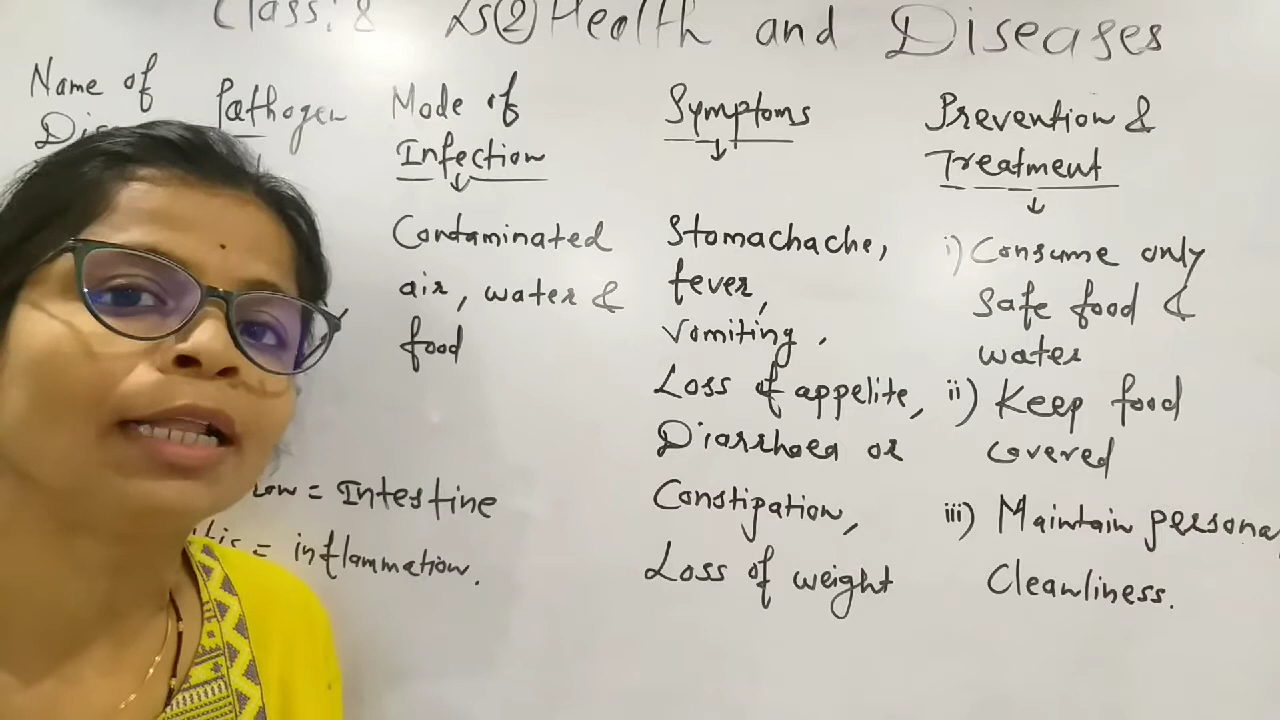 Class: 8 Ls 2 Health and Diseases
Name of
Pathogen
Mode of
Infection
Contaminated
air, water &
food
= Intestine
= inflammation.
Symptoms
Stomachache,
fever,
Vomiting,
Loss of appelite,
Diarrhoea or
Constipation,
Loss of weight
Prevention &
Treatment
i) Consume only
Safe food &
water
ii) Keep food
covered
iii) Maintain persona
Cleanliness.